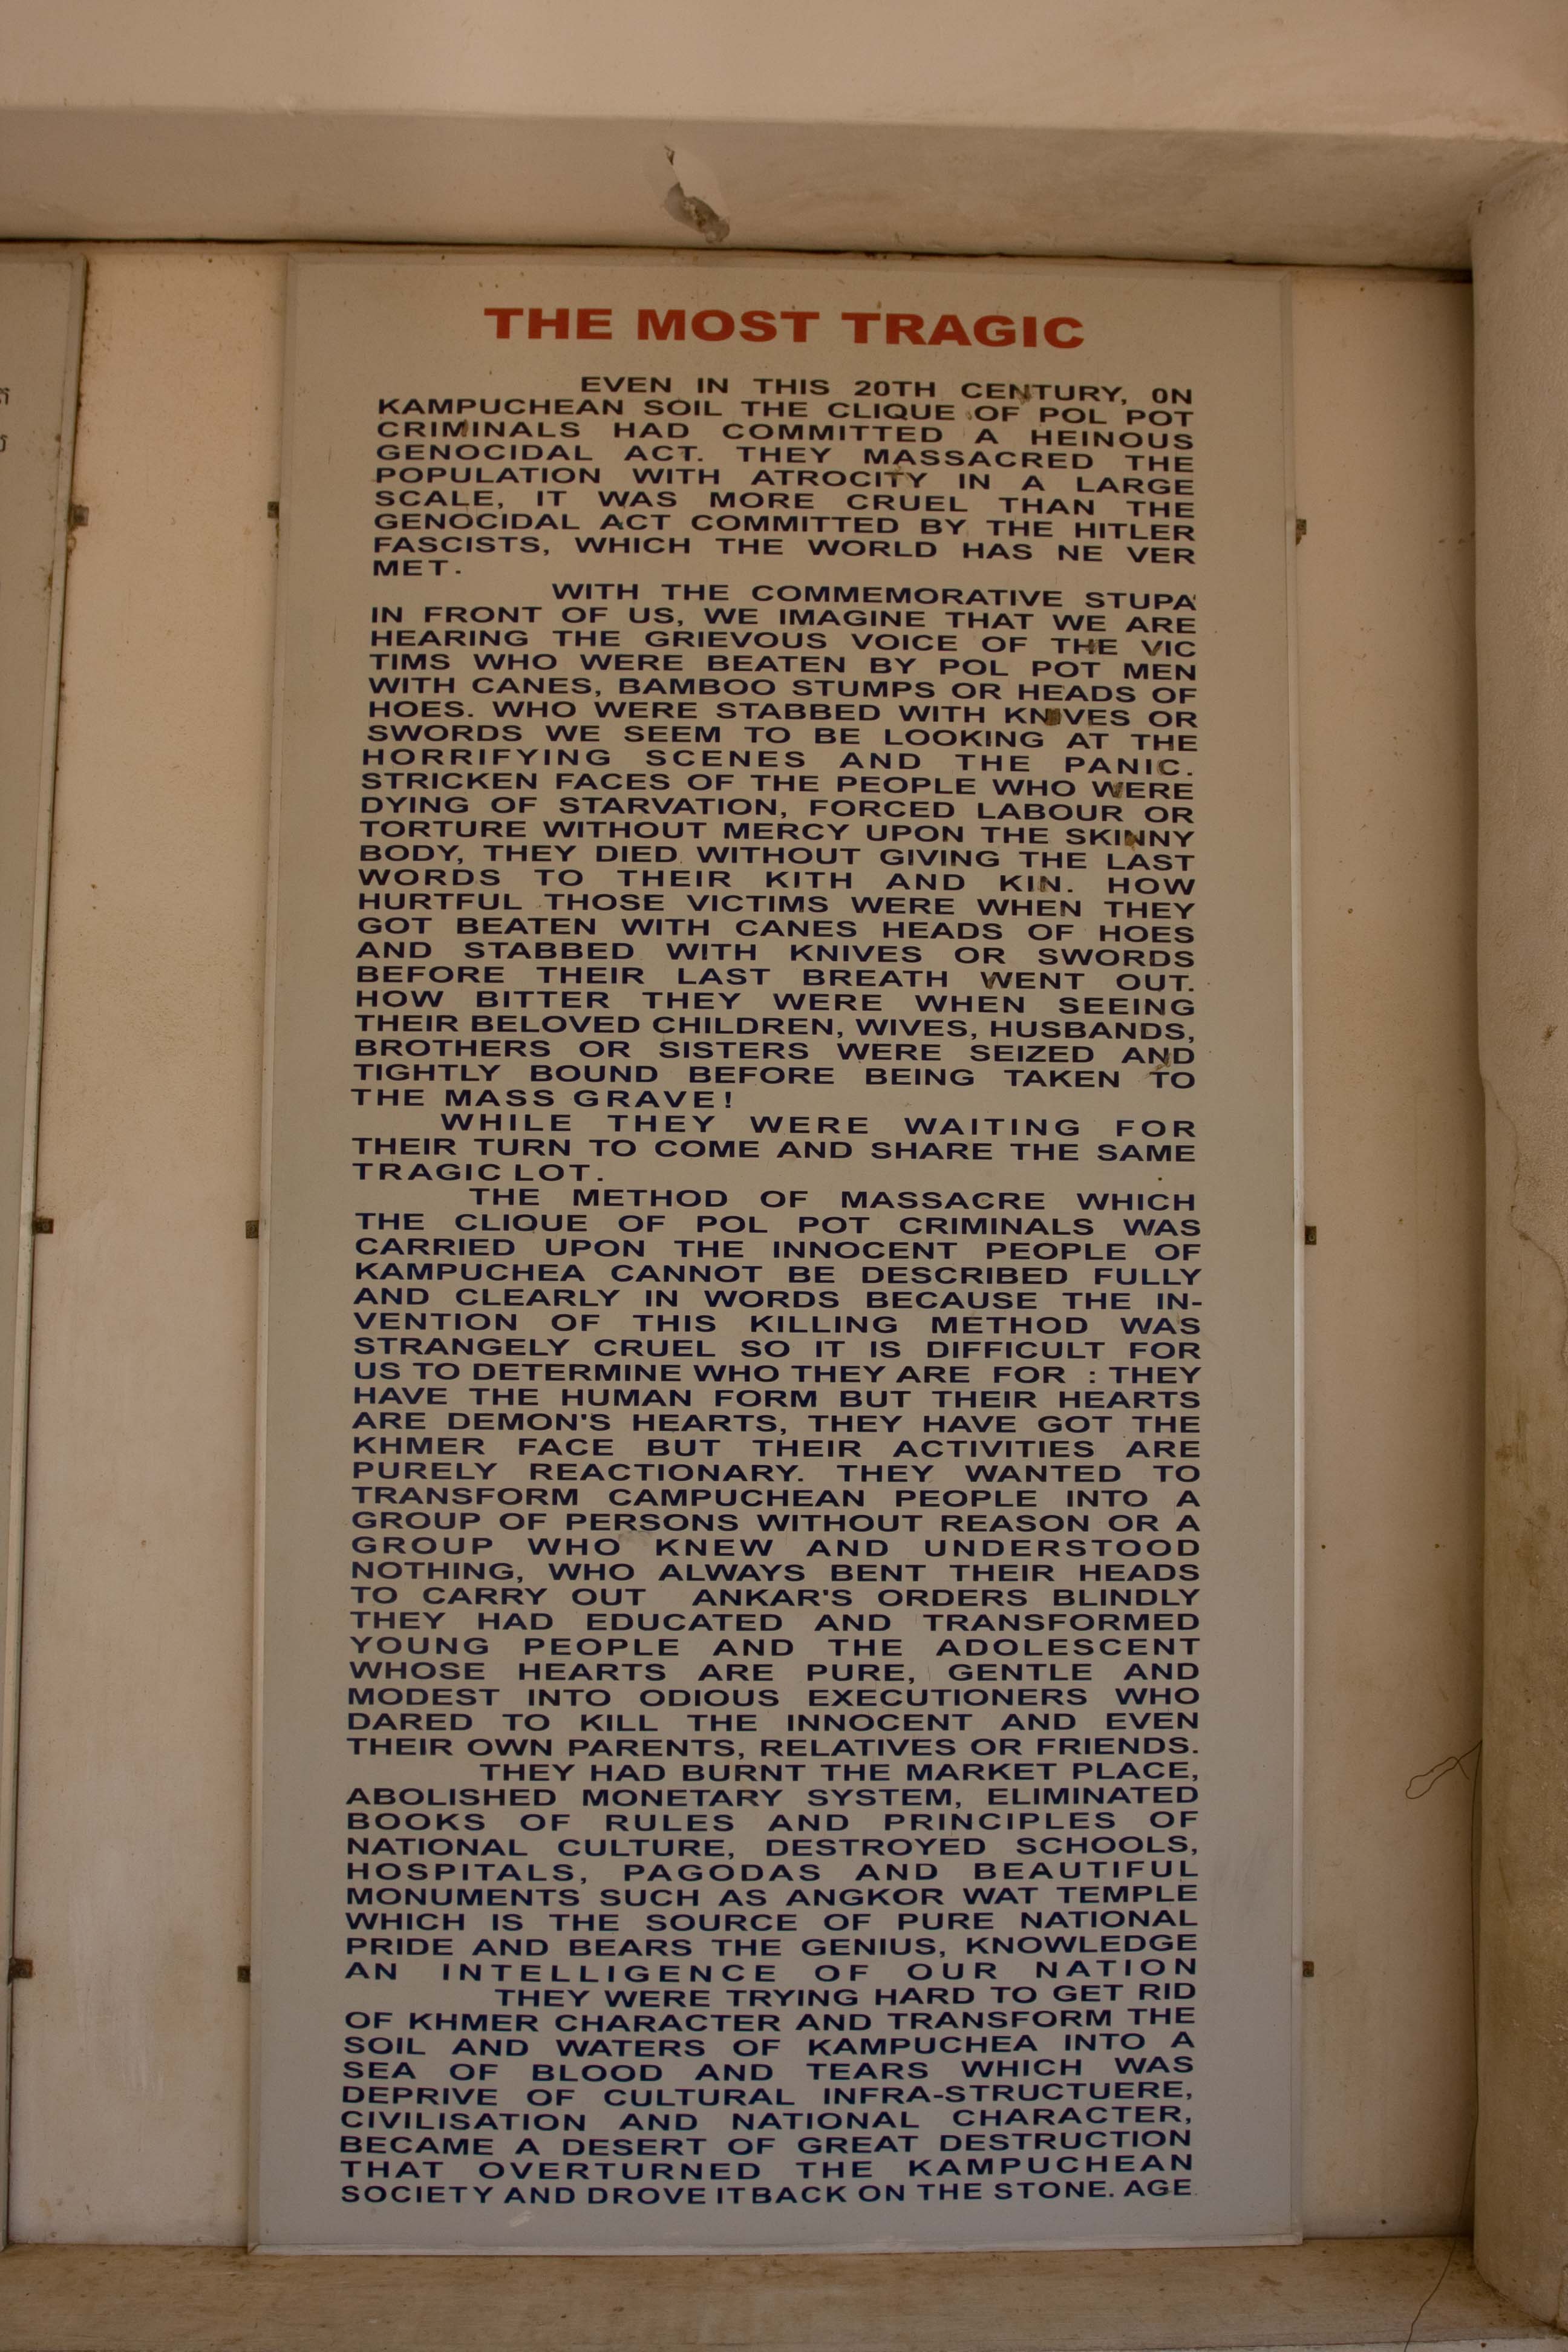 THE MOST TRAGIC
EVEN IN THIS 20TH CENTURY, 0N
KAMPUCHEAN SOIL THE CLIQUE OF POL POT
CRIMINALS HAD COMMITTED A HEINOUS
GENOCIDAL ACT. THEY MASSACRED THE
POPULATION WITH ATROCITY IN A LARGE
SCALE, IT WAS MORE CRUEL THAN THE
GENOCIDAL ACT COMMITTED BY THE HITLER
FASCISTS, WHICH THE WORLD HAS NE VER
MET.
WITH THE COMMEMORATIVE STUPA
IN FRONT OF US, WE IMAGINE THAT WE ARE
HEARING THE GRIEVOUS VOICE OF THE VIC
TIMS WHO WERE BEATEN BY POL POT MEN
WITH CANES, BAMBOO STUMPS OR HEADS OF
HOES. WHO WERE STABBED WITH KNIVES OR
SWORDS WE SEEM TO BE LOOKING AT THE
HORRIFYING SCENES AND THE PANIC.
STRICKEN FACES OF THE PEOPLE WHO WERE
DYING OF STARVATION, FORCED LABOUR OR
TORTURE WITHOUT MERCY UPON THE SKINNY
BODY, THEY DIED WITHOUT GIVING THE LAST
WORDS TO THEIR KITH AND KIN. HOW
HURTFUL THOSE VICTIMS WERE WHEN THEY
GOT BEATEN WITH CANES HEADS OF HOES
AND STABBED WITH KNIVES OR SWORDS
BEFORE THEIR LAST BREATH WENT OUT.
HOW BITTER THEY WERE WHEN SEEING
THEIR BELOVED CHILDREN, WIVES, HUSBANDS,
BROTHERS OR SISTERS WERE SEIZED AND
TIGHTLY BOUND BEFORE BEING TAKEN TO
THE MASS GRAVE!
WHILE THEY WERE WAITING FOR
THEIR TURN TO COME AND SHARE THE SAME
TRAGIC LOT.
THE METHOD OF MASSACRE WHICH
THE CLIQUE OF POL POT CRIMINALS WAS
CARRIED UPON THE INNOCENT PEOPLE OF
KAMPUCHEA CANNOT BE DESCRIBED FULLY
AND CLEARLY IN WORDS BECAUSE THE IN-
VENTION OF THIS KILLING METHOD WAS
STRANGELY CRUEL SO IT IS DIFFICULT FOR
US TO DETERMINE WHO THEY ARE FOR : THEY
HAVE THE HUMAN FORM BUT THEIR HEARTS
ARE DEMON'S HEARTS, THEY HAVE GOT THE
KHMER FACE BUT THEIR ACTIVITIES ARE
PURELY REACTIONARY. THEY WANTED TO
TRANSFORM CAMPUCHEAN PEOPLE INTO A
GROUP OF PERSONS WITHOUT REASON OR A
GROUP WHO KNEW AND UNDERSTOOD
NOTHING, WHO ALWAYS BENT THEIR HEADS
TO CARRY OUT ANKAR'S ORDERS BLINDLY
THEY HAD EDUCATED AND TRANSFORMED
YOUNG PEOPLE AND THE ADOLESCENT
WHOSE HEARTS ARE PURE, GENTLE AND
MODEST INTO ODIOUS EXECUTIONERS WHO
DARED TO KILL THE INNOCENT AND EVEN
THEIR OWN PARENTS, RELATIVES OR FRIENDS.
THEY HAD BURNT THE MARKET PLACE,
ABOLISHED MONETARY SYSTEM, ELIMINATED
BOOKS OF RULES AND PRINCIPLES OF
NATIONAL CULTURE, DESTROYED SCHOOLS,
HOSPITALS, PAGODAS AND BEAUTIFUL
MONUMENTS SUCH AS ANGKOR WAT TEMPLE
WHICH IS THE SOURCE OF PURE NATIONAL
PRIDE AND BEARS THE GENIUS, KNOWLEDGE
AN INTELLIGENCE OF OUR NATION
THEY WERE TRYING HARD TO GET RID
OF KHMER CHARACTER AND TRANSFORM THE
SOIL AND WATERS OF KAMPUCHEA INTO A
SEA OF BLOOD AND TEARS WHICH WAS
DEPRIVE OF CULTURAL INFRA-STRUCTUERE,
CIVILISATION AND NATIONAL CHARACTER,
BECAME A DESERT OF GREAT DESTRUCTION
THAT OVERTURNED THE KAMPUCHEAN
SOCIETY AND DROVE IT BACK ON THE STONE. AGE